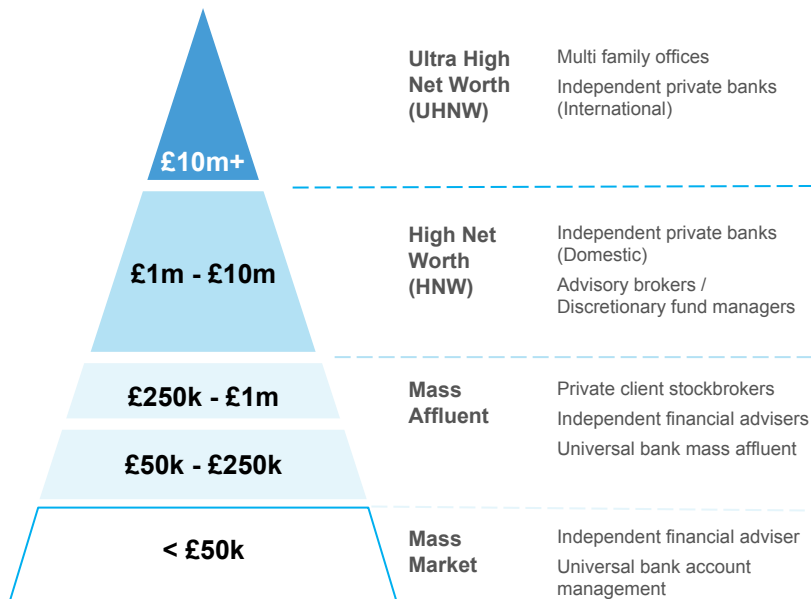 £10m+
Ultra High
Net Worth
(UHNW)
Multi family offices
Independent private banks
(International)
£1m - £10m
High Net
Worth
(HNW)
Independent private banks
(Domestic)
Advisory brokers /
Discretionary fund managers
£250k - £1m
£50k - £250k
Mass
Affluent
Private client stockbrokers
Independent financial advisers
Universal bank mass affluent
< £50k
Mass
Market
Independent financial adviser
Universal bank account
management